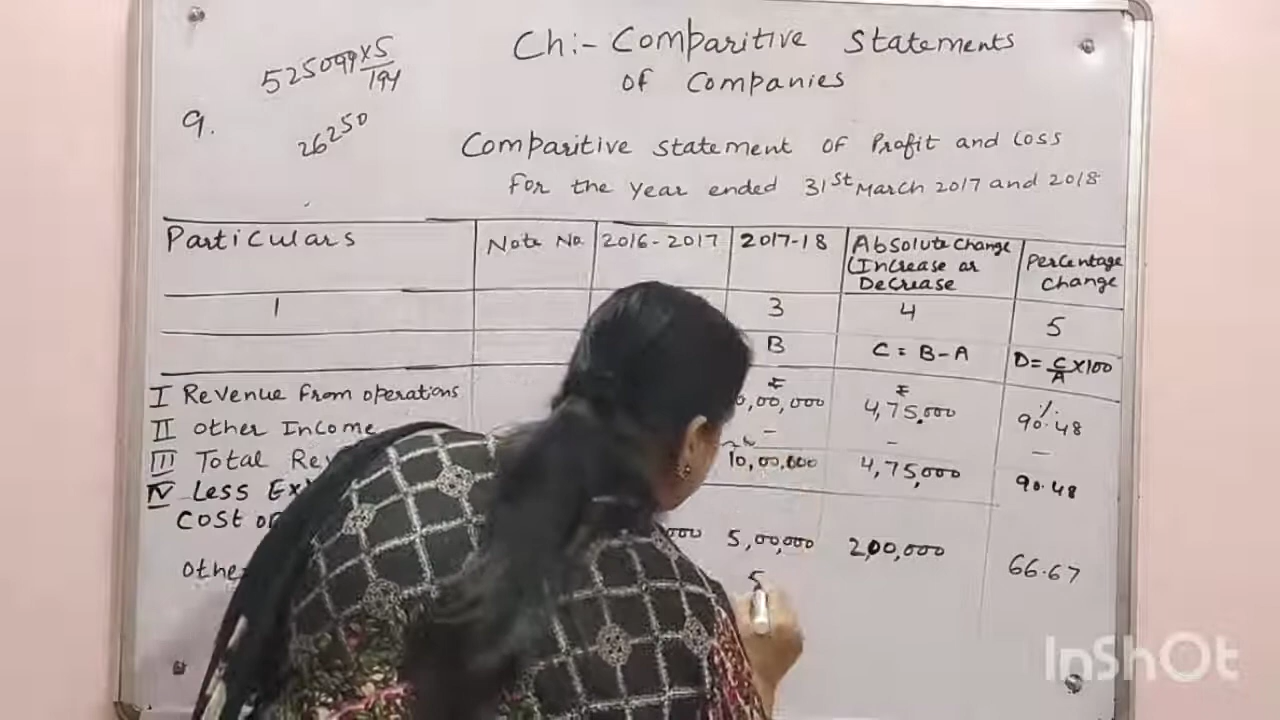 Ch:- Comparitive Statements
of Companies
9.
26250
Comparitive statement of Profit and Loss
For the year ended 31st March 2017 and 2018
Particulars Note No. 2016-2017 2017-18 Absolute Change (Increase or Decrease Percentage Change
1 3 4 5
B C = B - A D = C/A × 100
₹ ₹ %
I Revenue from operations 0,00,000 4,75,000 90.48
II Other Income - - -
III Total Re 10,00,000 4,75,000 90.48
IV Less Ex
Cost o 000 5,00,000 200,000 66.67
Othe 5
InShOt